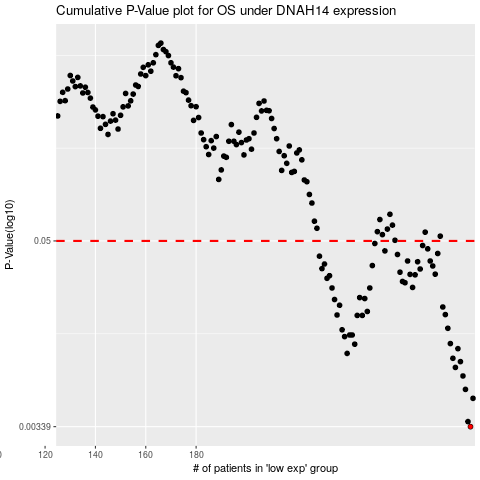 Cumulative P-Value plot for OS under DNAH14 expression
P-Value(log10)
0.05
0.00339
0
120
140
160
180
# of patients in 'low exp' group